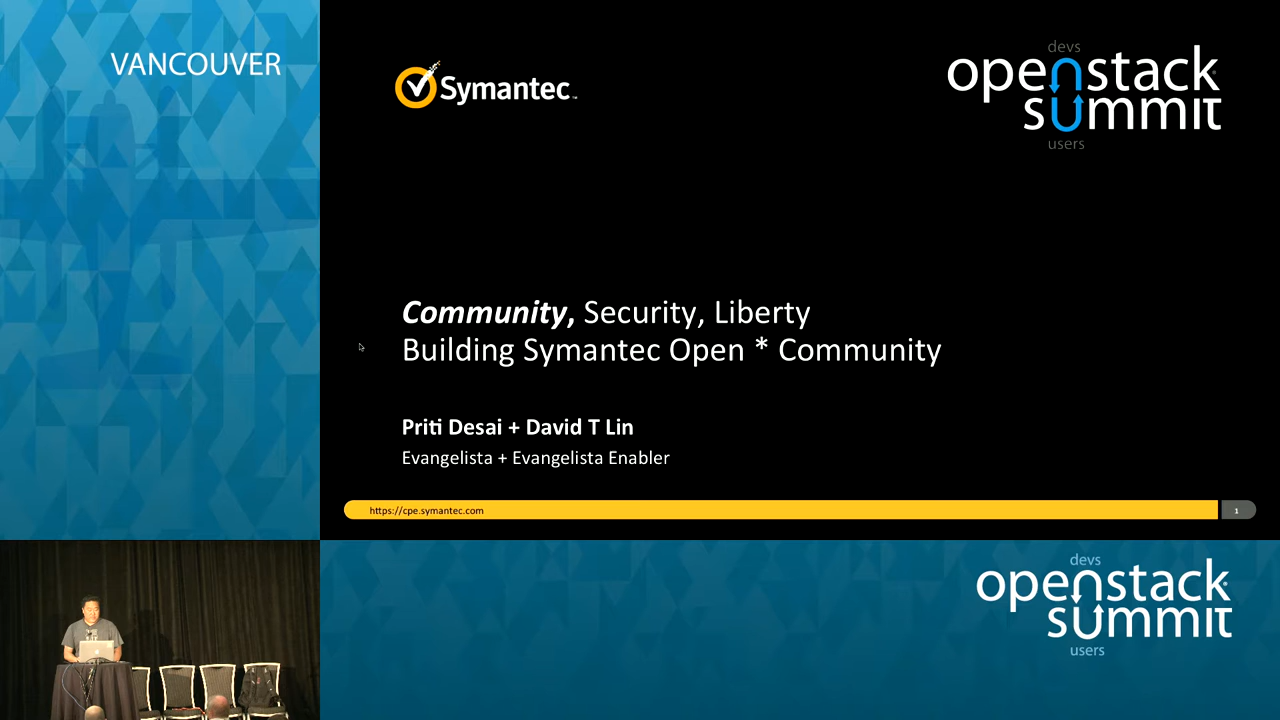 VANCOUVER
Symantec
devs
openstack
summit
users
Community, Security, Liberty
Building Symantec Open * Community
Priti Desai + David T Lin
Evangelista + Evangelista Enabler
https://cpe.symantec.com
1
devs
openstack
summit
users